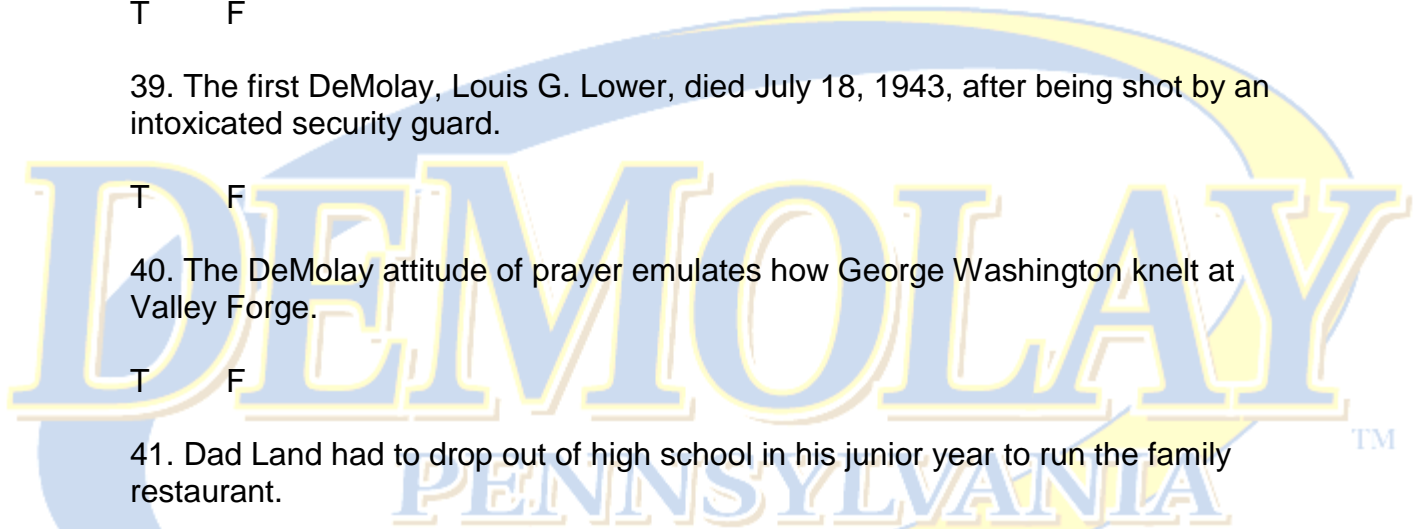 T F
39. The first DeMolay, Louis G. Lower, died July 18, 1943, after being shot by an
intoxicated security guard.
T F
40. The DeMolay attitude of prayer emulates how George Washington knelt at
Valley Forge.
T F
41. Dad Land had to drop out of high school in his junior year to run the family
restaurant.
DEMOLAY
TM
PENNSYLVANIA